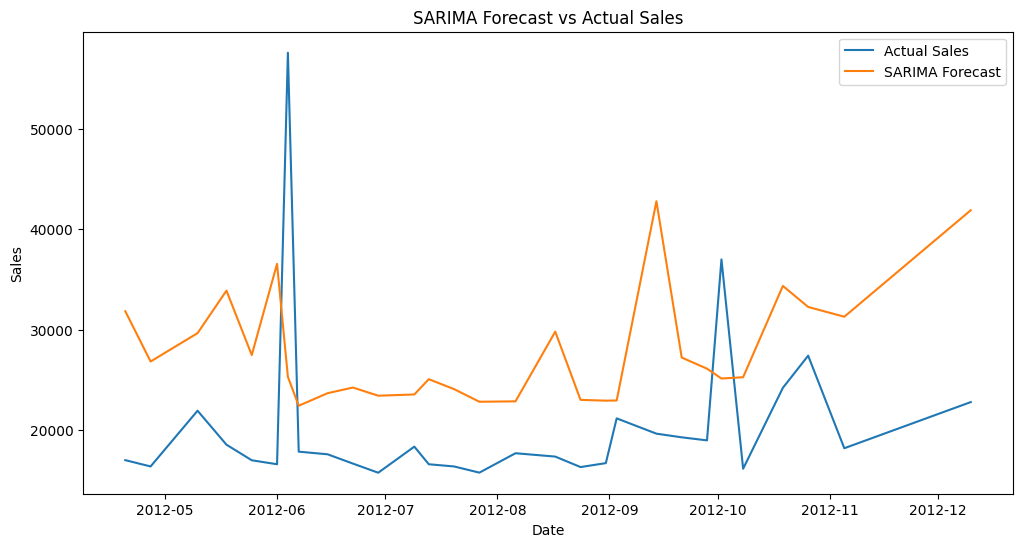 SARIMA Forecast vs Actual Sales
Actual Sales
SARIMA Forecast
Sales
50000
40000
30000
20000
2012-05 2012-06 2012-07 2012-08 2012-09 2012-10 2012-11 2012-12
Date